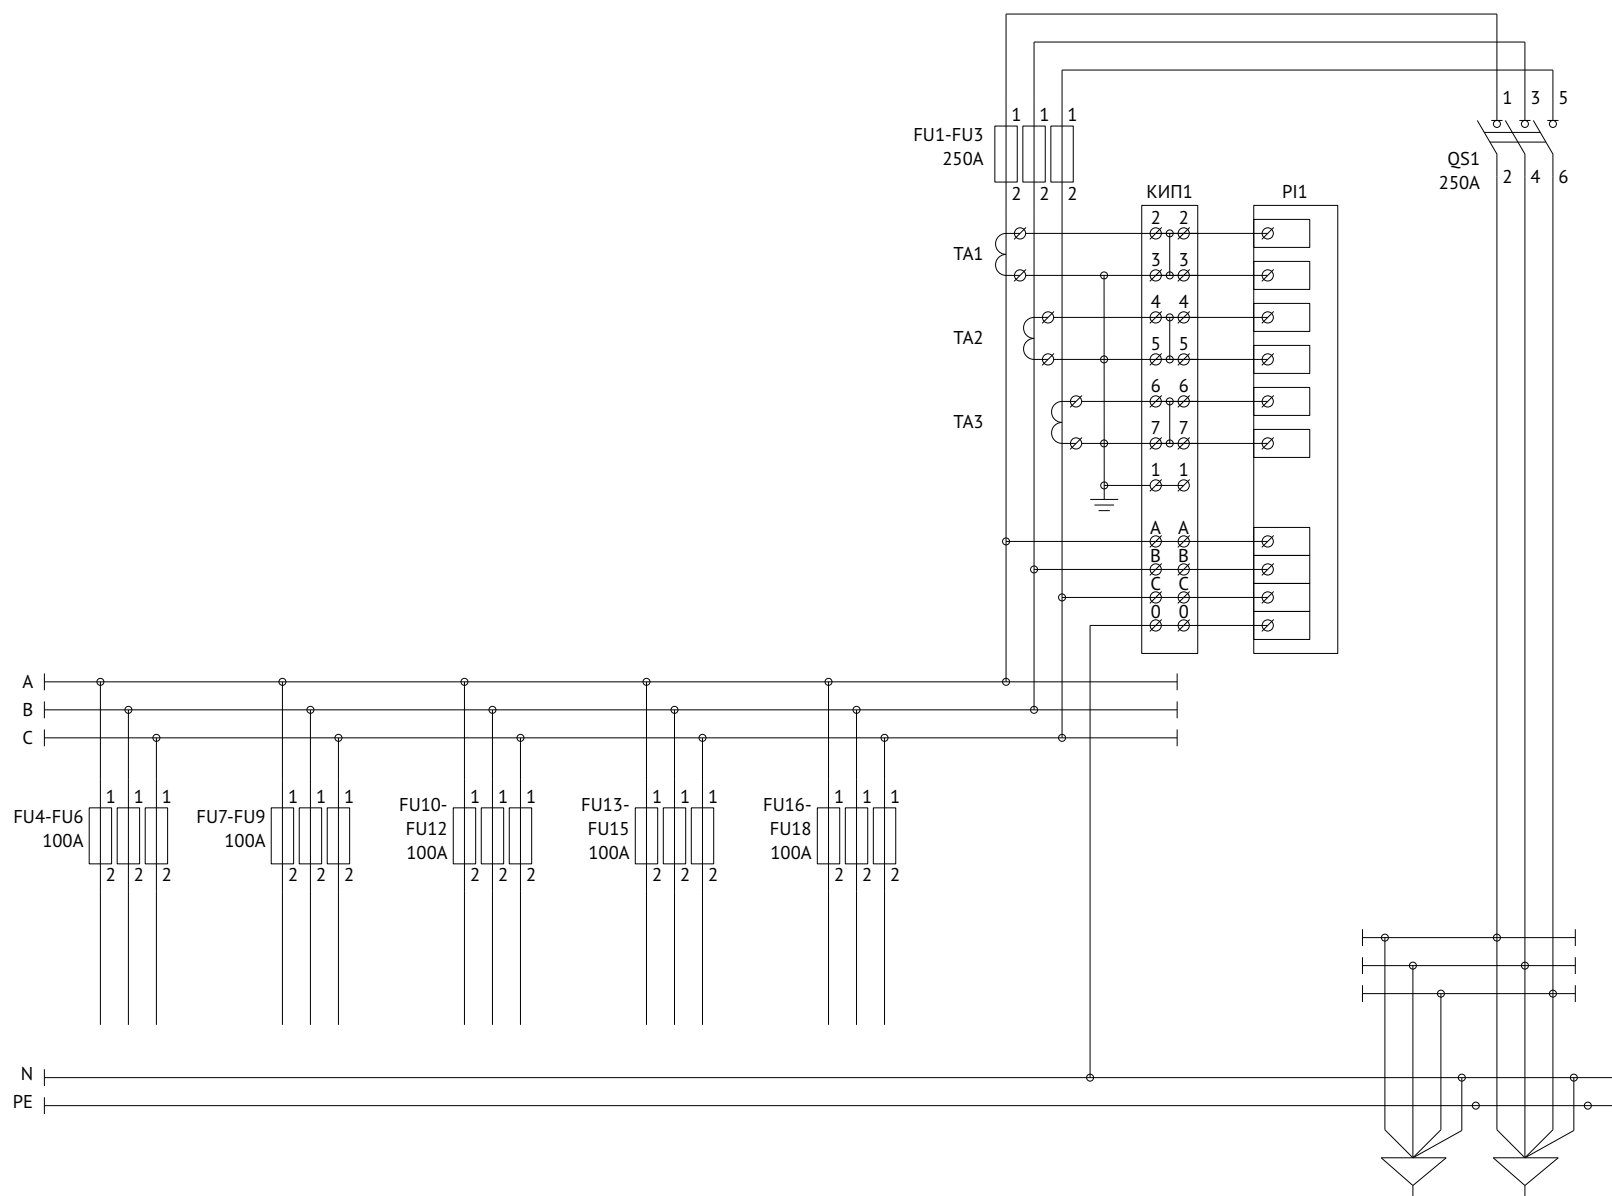 1 3 5
1 1 1
FU1-FU3
250A
QS1
250A
2 4 6
2 2 2
КИП1 PI1
2 2
TA1
3 3
4 4
TA2
5 5
6 6
TA3
7 7
1 1
A A
B B
C C
0 0
A
B
C
1 1 1 1 1 1 1 1 1 1 1 1 1 1 1
FU4-FU6
100A
FU7-FU9
100A
FU10-
FU12
100A
FU13-
FU15
100A
FU16-
FU18
100A
2 2 2 2 2 2 2 2 2 2 2 2 2 2 2
N
PE